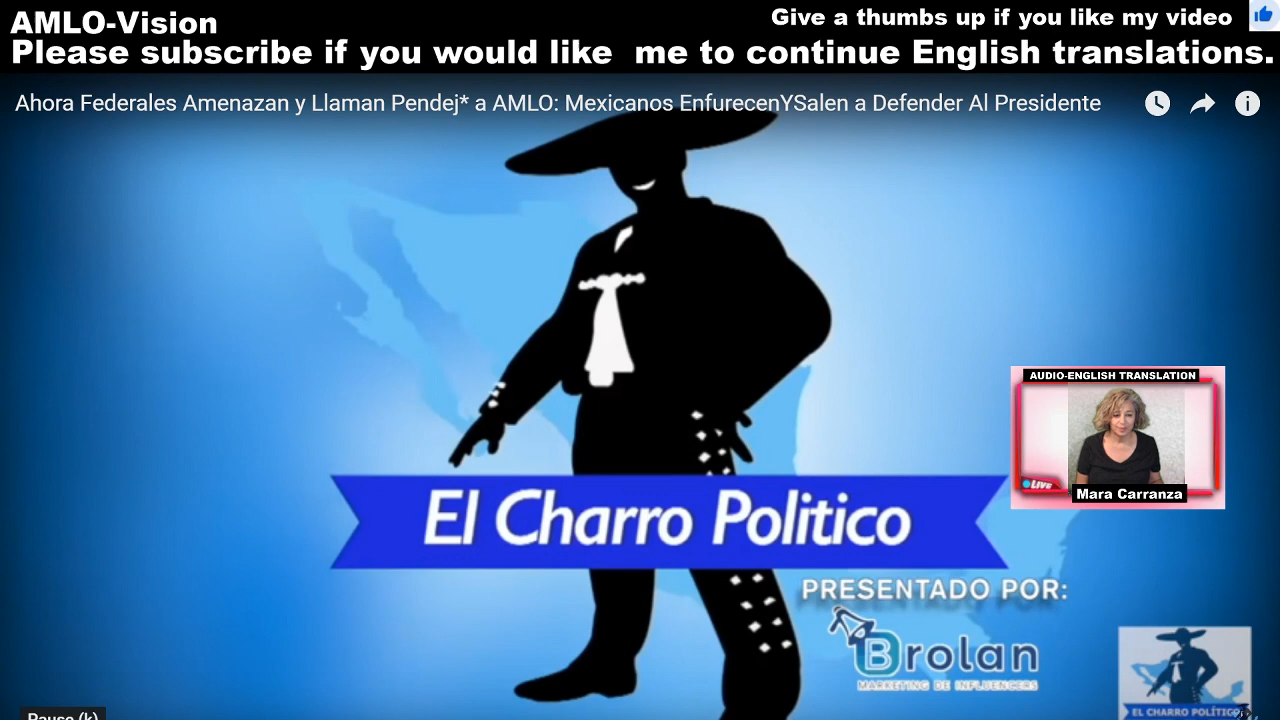 AMLO-Vision
Give a thumbs up if you like my video
Please subscribe if you would like me to continue English translations.
Ahora Federales Amenazan y Llaman Pendej* a AMLO: Mexicanos EnfurecenYSalen a Defender Al Presidente
AUDIO-ENGLISH TRANSLATION
LIVE
Mara Carranza
El Charro Politico
PRESENTADO POR:
Brolan
MARKETING DE INFLUENCERS
EL CHARRO POLÍTICO
Pause (k)